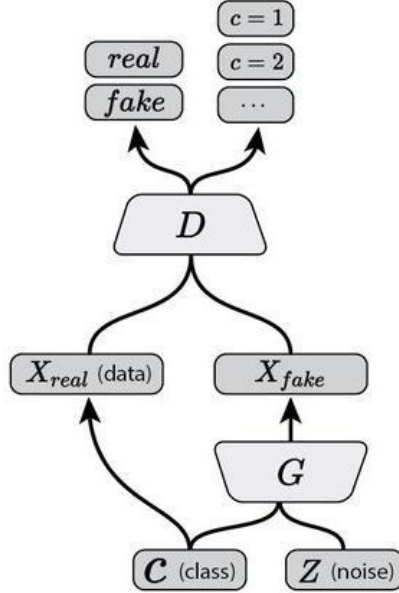 c = 1
real
c = 2
fake
...
D
X_real (data)
X_fake
G
C (class)
Z (noise)